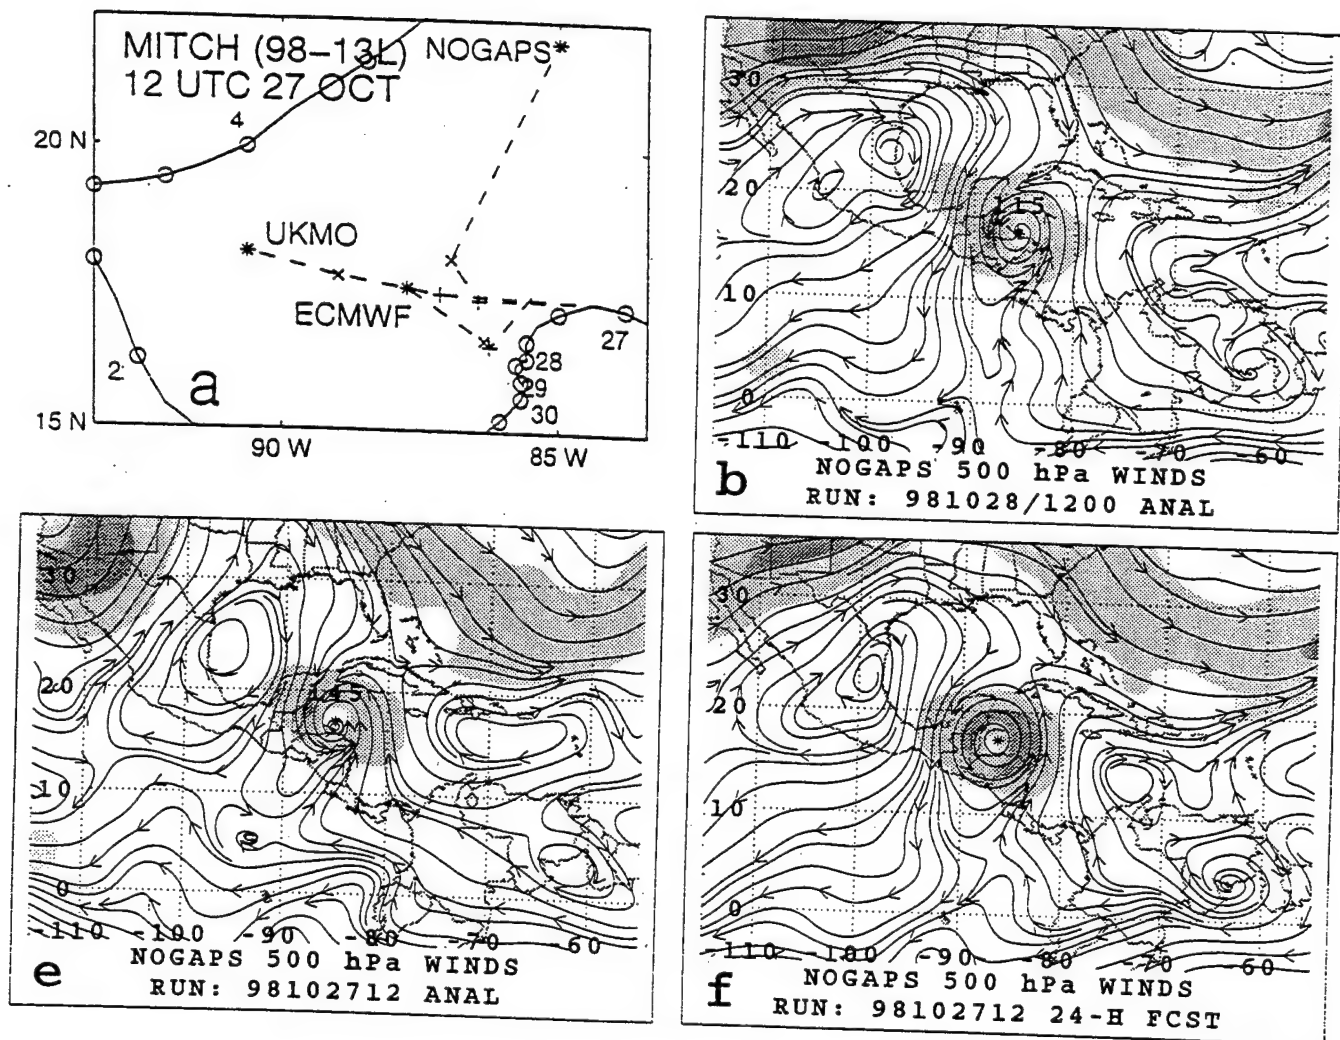 MITCH (98-13L) NOGAPS
12 UTC 27 OCT
4
20 N
UKMO
ECMWF
27
28
29
30
2
a
15 N
90 W
85 W
30
20
115
10
0
-110 -100 -90 -80 -70 -60
b
NOGAPS 500 hPa WINDS
RUN: 981028/1200 ANAL
30
20
145
10
0
-110 -100 -90 -80 -70 -60
e
NOGAPS 500 hPa WINDS
RUN: 98102712 ANAL
30
20
10
0
-110 -100 -90 -80 -70 -60
f
NOGAPS 500 hPa WINDS
RUN: 98102712 24-H FCST